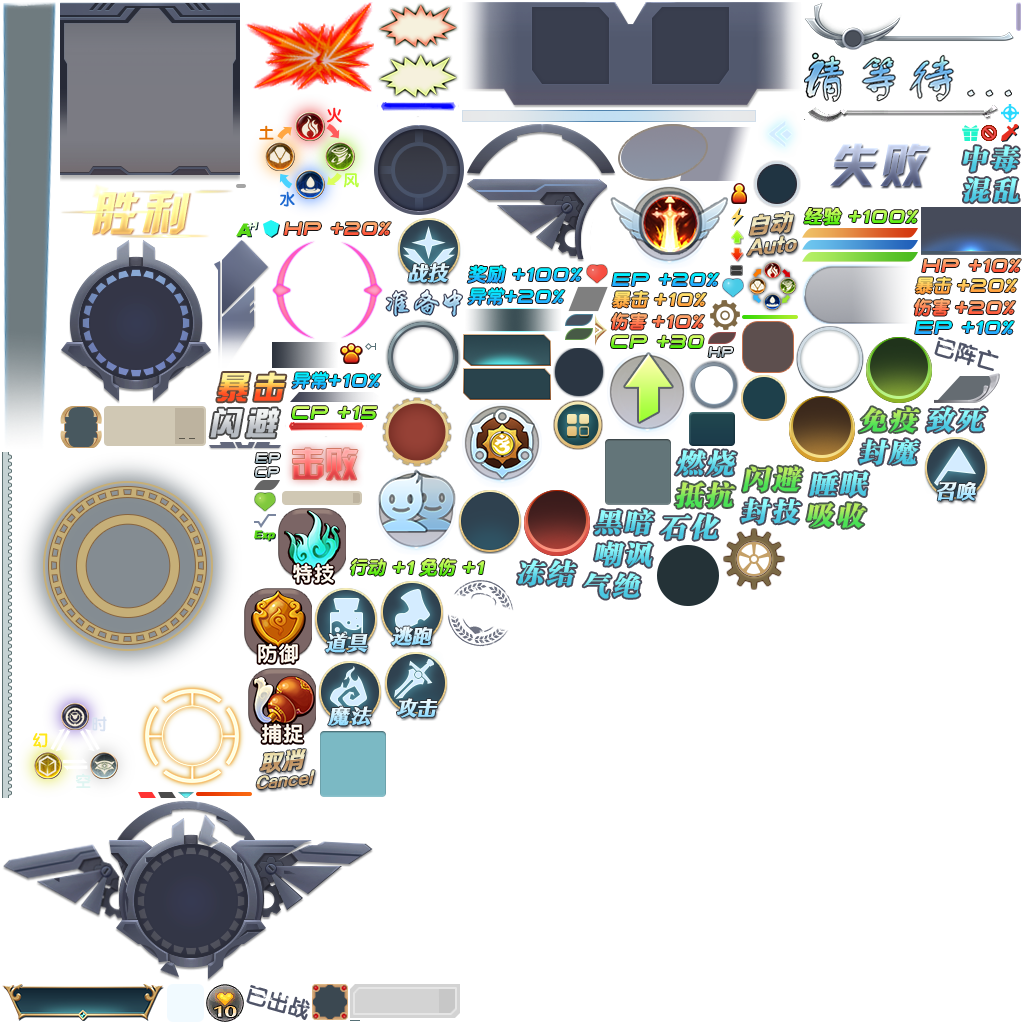 请等待...
火
土
风
水
失败
中毒
混乱
胜利
A+
HP +20%
战技
准备中
奖励 +100%
异常+20%
EP +20%
暴击 +10%
伤害 +10%
CP +30
HP
自动
Auto
经验 +100%
HP +10%
暴击 +20%
伤害 +20%
EP +10%
已阵亡
暴击
异常+10%
闪避
CP +15
EP
CP
击败
Exp
特技
行动 +1
免伤 +1
免疫
致死
封魔
召唤
燃烧
抵抗
闪避
封技
睡眠
吸收
黑暗
石化
嘲讽
冻结
气绝
防御
道具
逃跑
捕捉
魔法
攻击
取消
Cancel
时
幻
空
10
已出战